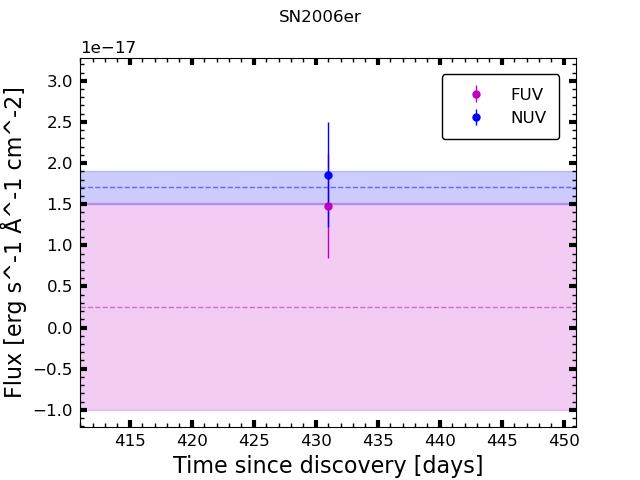 SN2006er
1e−17
Flux [erg s^-1 Å^-1 cm^-2]
3.0
2.5
2.0
1.5
1.0
0.5
0.0
−0.5
−1.0
FUV
NUV
415 420 425 430 435 440 445 450
Time since discovery [days]